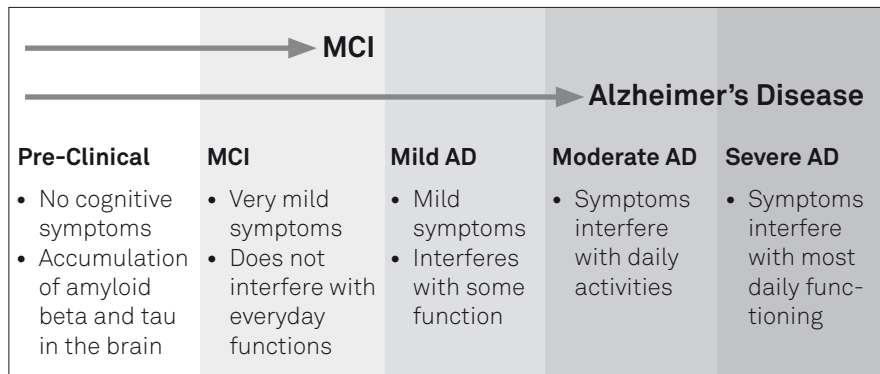 MCI
Alzheimer's Disease
Pre-Clinical
• No cognitive
symptoms
• Accumulation
of amyloid
beta and tau
in the brain
MCI
• Very mild
symptoms
• Does not
interfere with
everyday
functions
Mild AD
• Mild
symptoms
• Interferes
with some
function
Moderate AD
• Symptoms
interfere
with daily
activities
Severe AD
• Symptoms
interfere
with most
daily func-
tioning